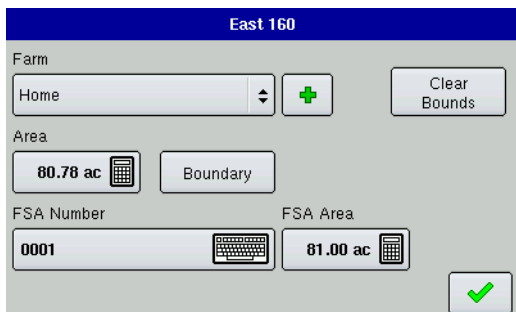 East 160
Farm
Home
Clear
Bounds
Area
80.78 ac
Boundary
FSA Number
FSA Area
0001
81.00 ac